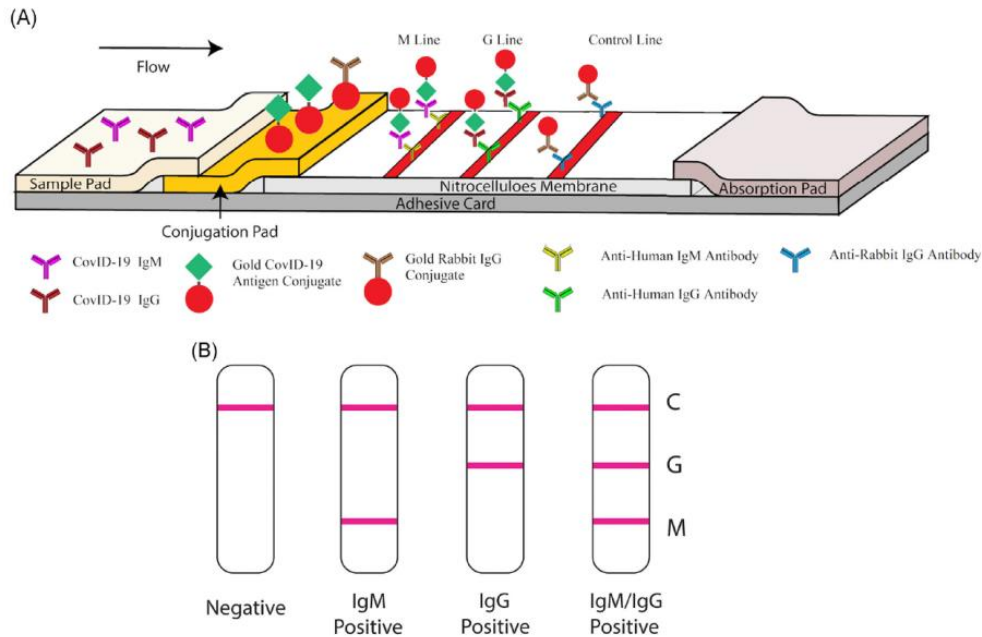 (A)
Flow
M Line
G Line
Control Line
Sample Pad
Nitrocelluloes Membrane
Absorption Pad
Adhesive Card
Conjugation Pad
CovID-19 IgM
CovID-19 IgG
Gold CovID-19
Antigen Conjugate
Gold Rabbit IgG
Conjugate
Anti-Human IgM Antibody
Anti-Human IgG Antibody
Anti-Rabbit IgG Antibody
(B)
C
G
M
Negative
IgM
Positive
IgG
Positive
IgM/IgG
Positive